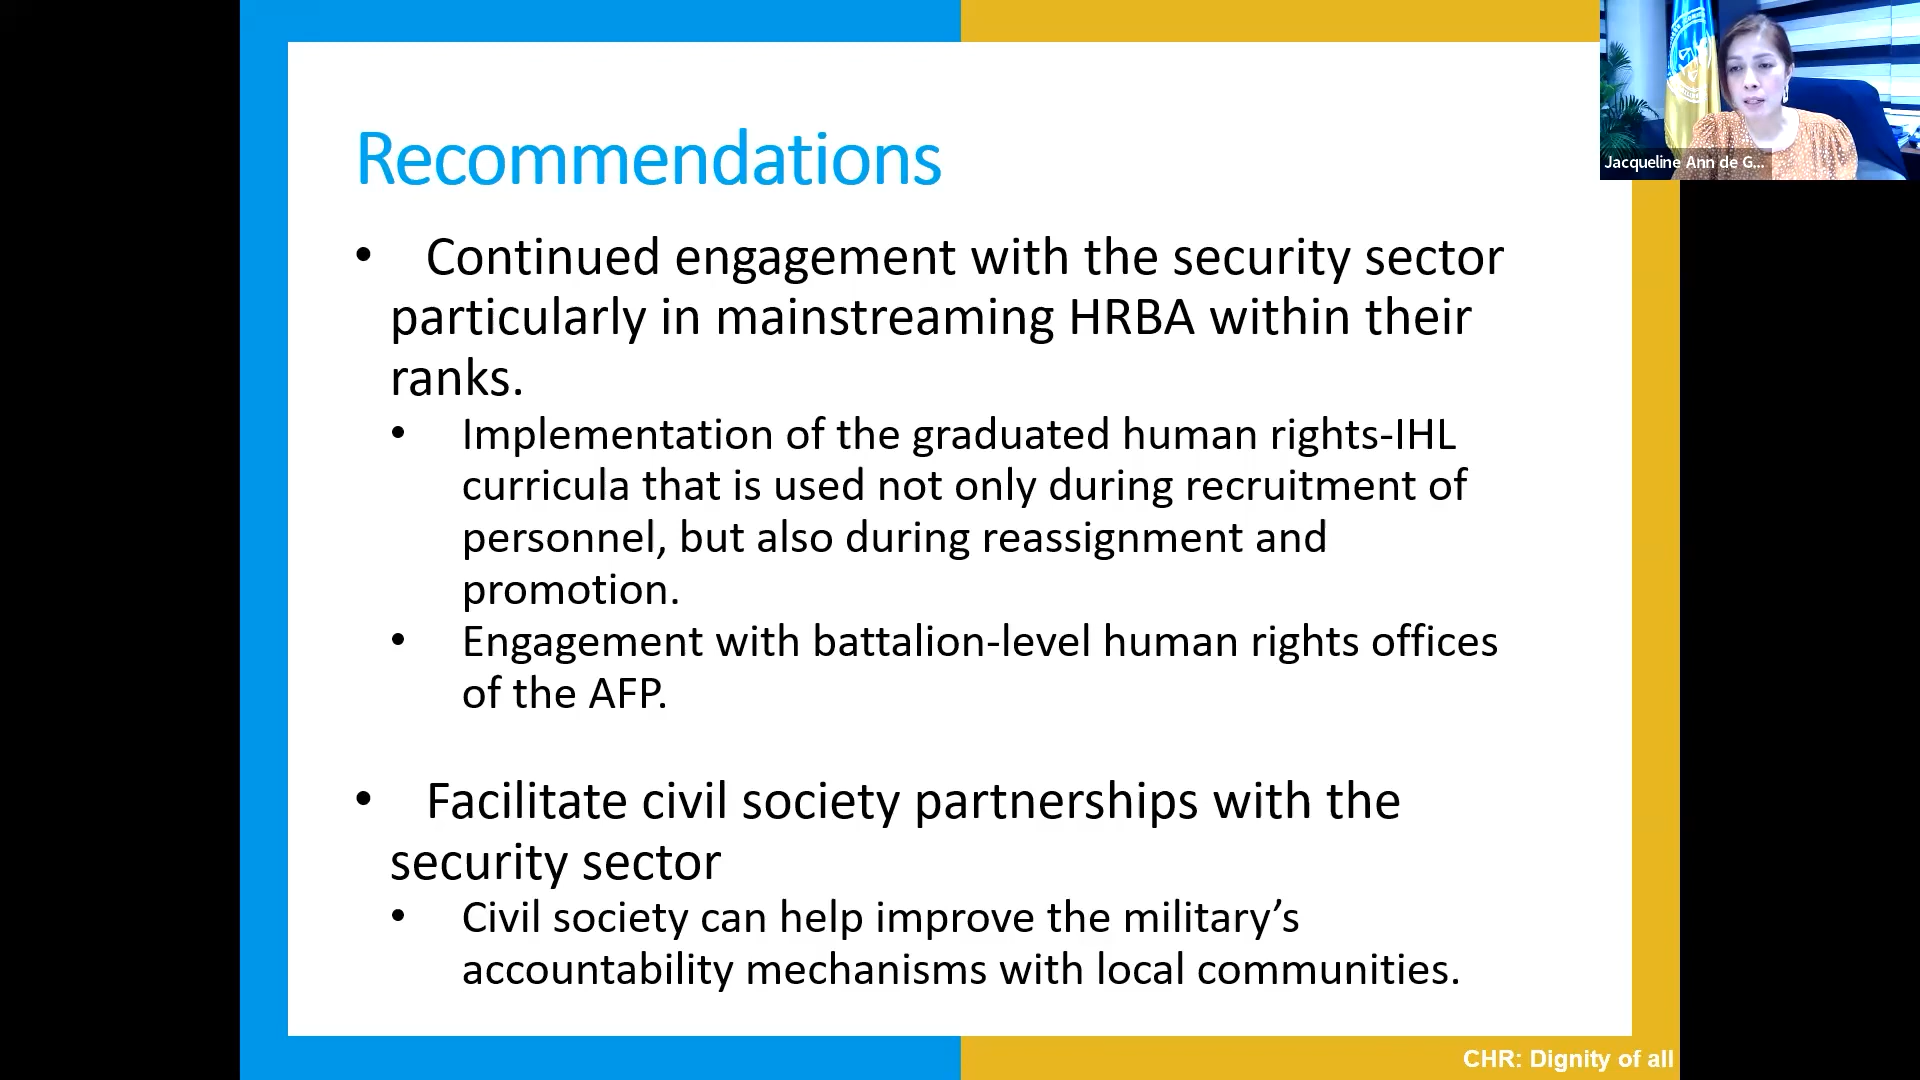 Recommendations
• Continued engagement with the security sector
particularly in mainstreaming HRBA within their
ranks.
• Implementation of the graduated human rights-IHL
curricula that is used not only during recruitment of
personnel, but also during reassignment and
promotion.
• Engagement with battalion-level human rights offices
of the AFP.
• Facilitate civil society partnerships with the
security sector
• Civil society can help improve the military’s
accountability mechanisms with local communities.
Jacqueline Ann de G...
CHR: Dignity of all